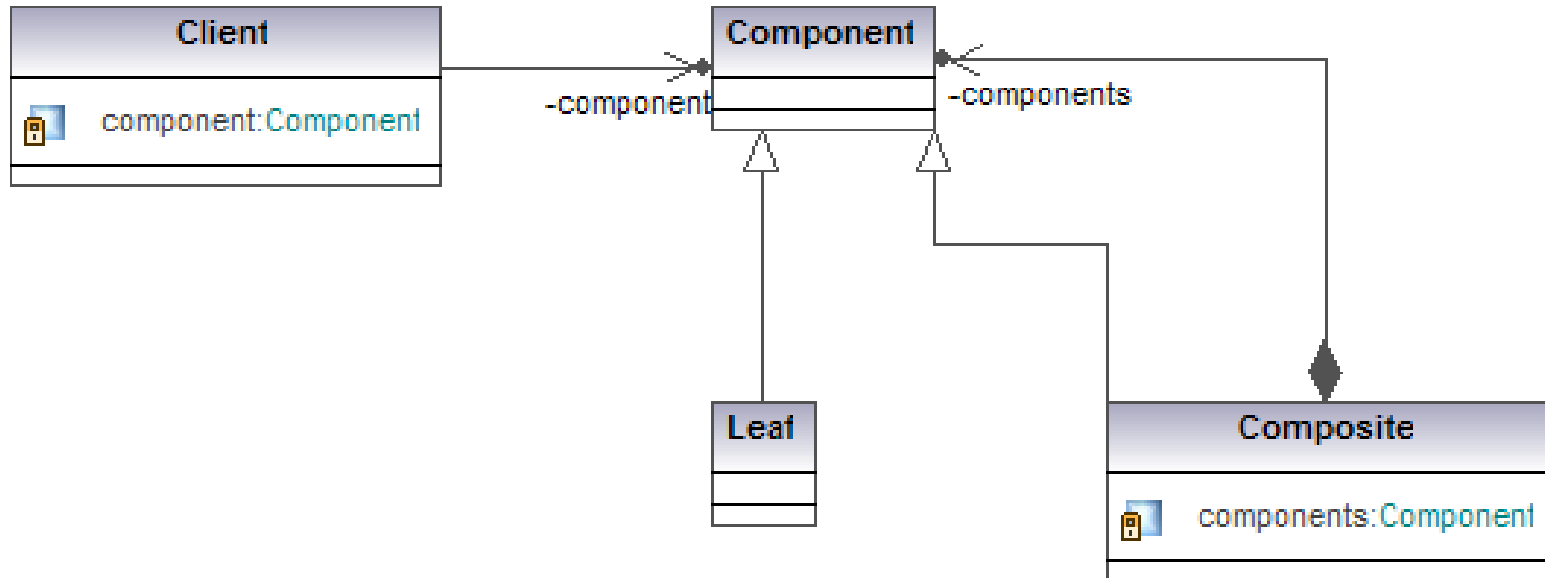 Client
Component
component:Component
-component
-components
Leaf
Composite
components:Component